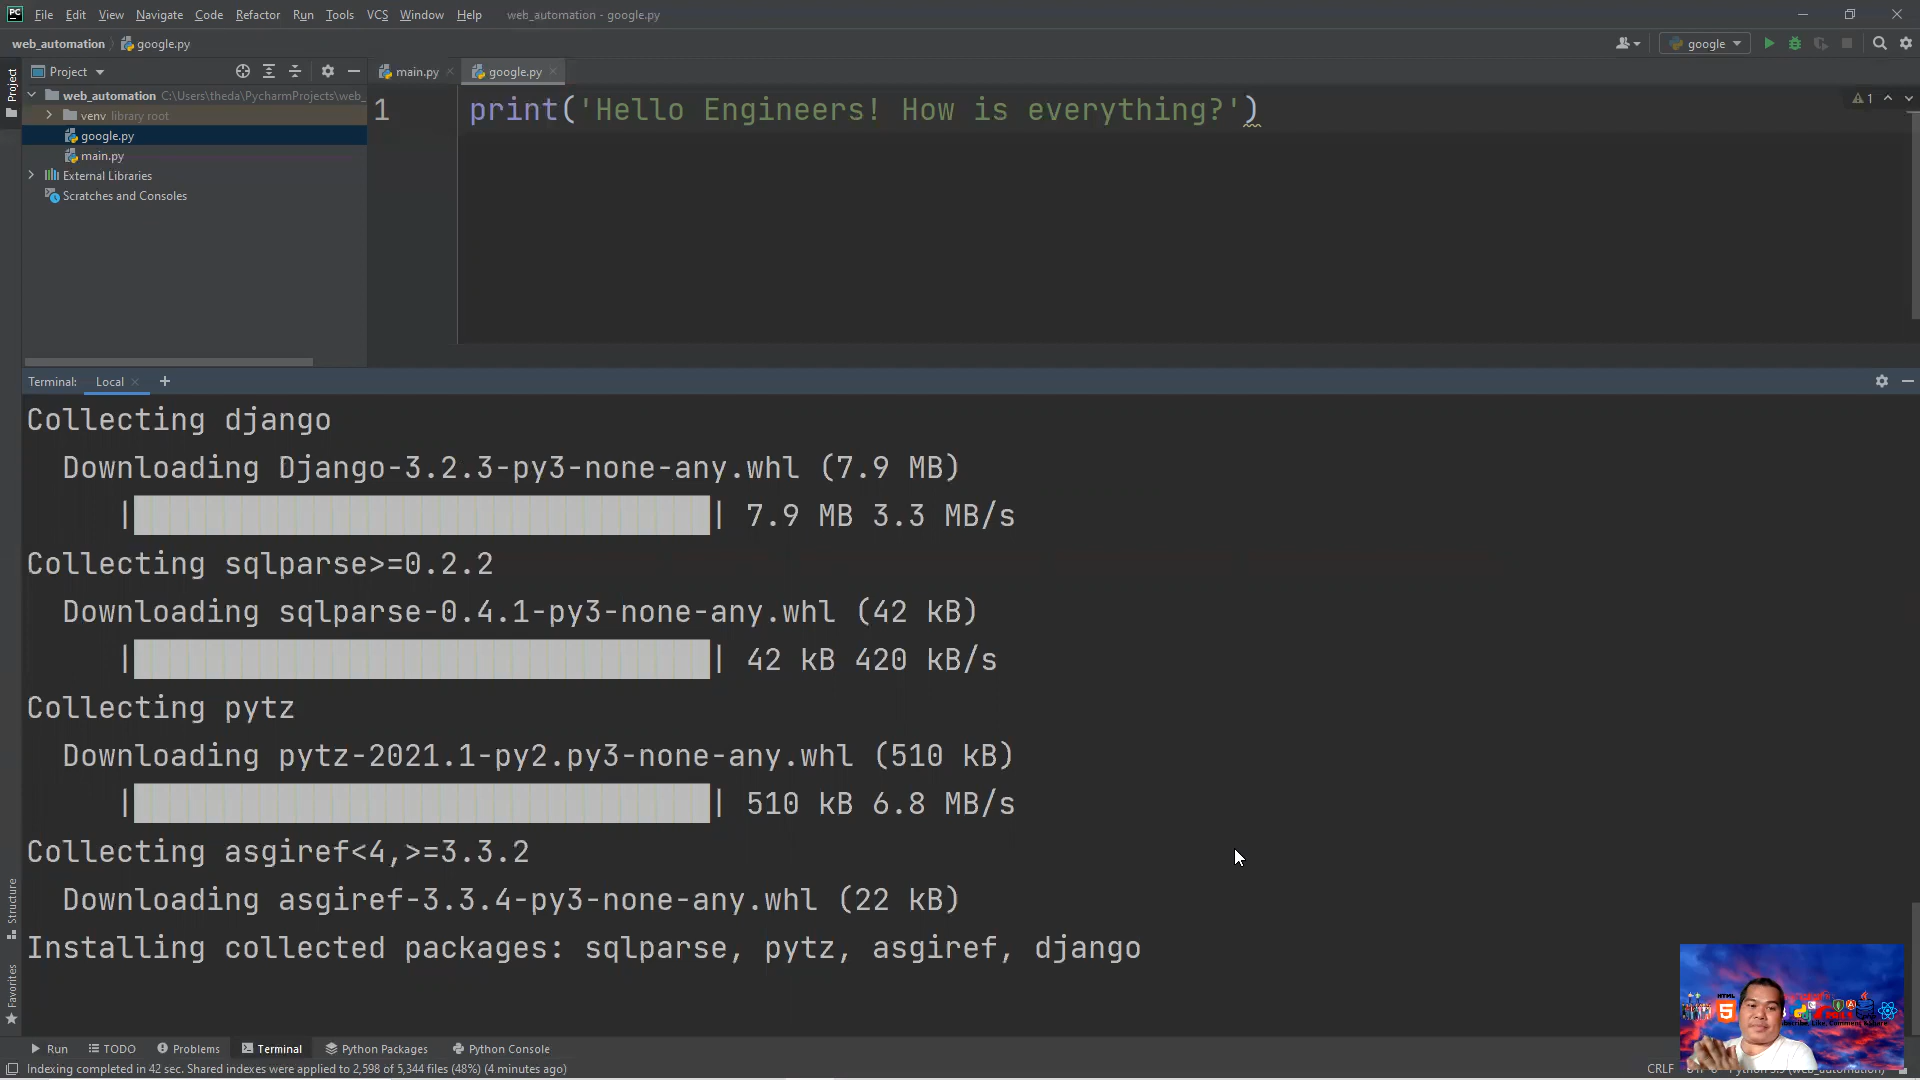 PC File Edit View Navigate Code Refactor Run Tools VCS Window Help web_automation - google.py
web_automation google.py google
Project
Project
main.py
google.py
web_automation C:\Users\theda\PycharmProjects\web_
venv library root
google.py
main.py
External Libraries
Scratches and Consoles
1 print('Hello Engineers! How is everything?')
1
Terminal: Local +
Collecting django
Downloading Django-3.2.3-py3-none-any.whl (7.9 MB)
| | 7.9 MB 3.3 MB/s
Collecting sqlparse>=0.2.2
Downloading sqlparse-0.4.1-py3-none-any.whl (42 kB)
| | 42 kB 420 kB/s
Collecting pytz
Downloading pytz-2021.1-py2.py3-none-any.whl (510 kB)
| | 510 kB 6.8 MB/s
Collecting asgiref<4,>=3.3.2
Downloading asgiref-3.3.4-py3-none-any.whl (22 kB)
Installing collected packages: sqlparse, pytz, asgiref, django
Structure
Favorites
HTML
5
Run TODO Problems Terminal Python Packages Python Console
Indexing completed in 42 sec. Shared indexes were applied to 2,598 of 5,344 files (48%) (4 minutes ago)
CRLF